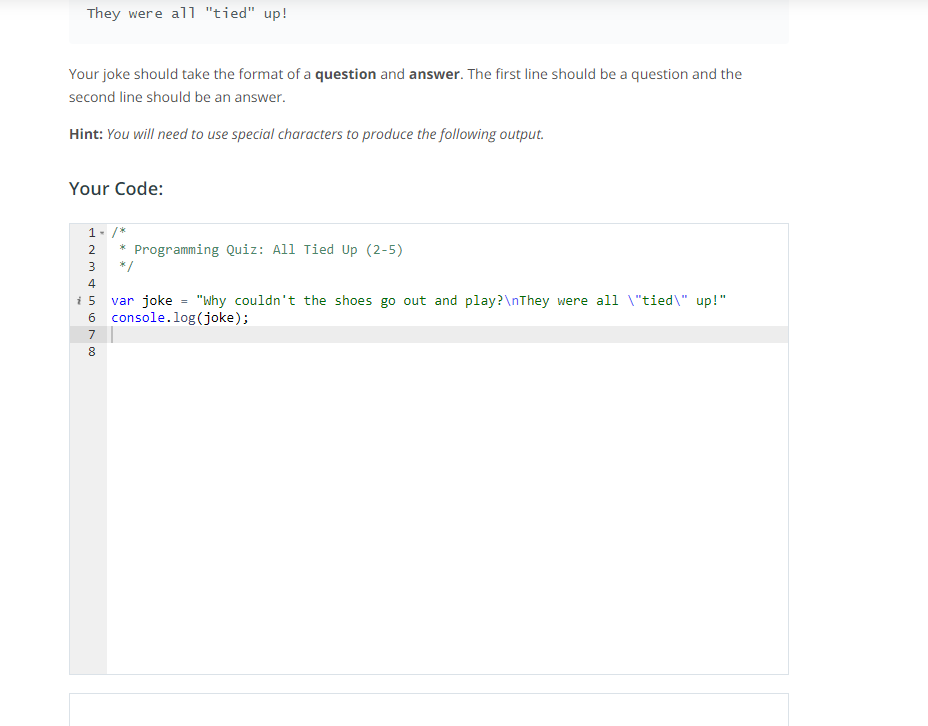 They were all "tied" up!
Your joke should take the format of a question and answer. The first line should be a question and the
second line should be an answer.
Hint: You will need to use special characters to produce the following output.
Your Code:
1 /*
2 * Programming Quiz: All Tied Up (2-5)
3 */
4
i 5 var joke = "Why couldn't the shoes go out and play?\nThey were all \"tied\" up!"
6 console.log(joke);
7
8